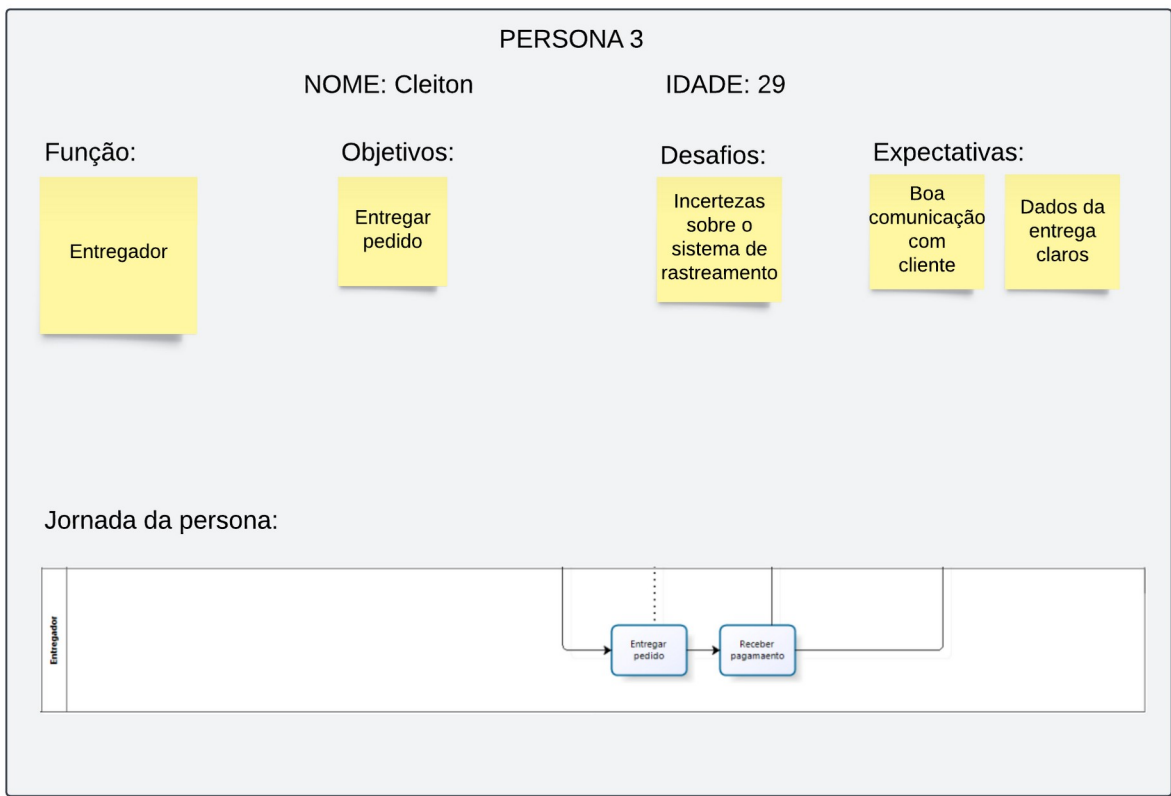 PERSONA 3
NOME: Cleiton
IDADE: 29
Função:
Entregador
Objetivos:
Entregar
pedido
Desafios:
Incertezas
sobre o
sistema de
rastreamento
Expectativas:
Boa
comunicação
com
cliente
Dados da
entrega
claros
Jornada da persona:
Entregador
Entregar
pedido
Receber
pagamaento